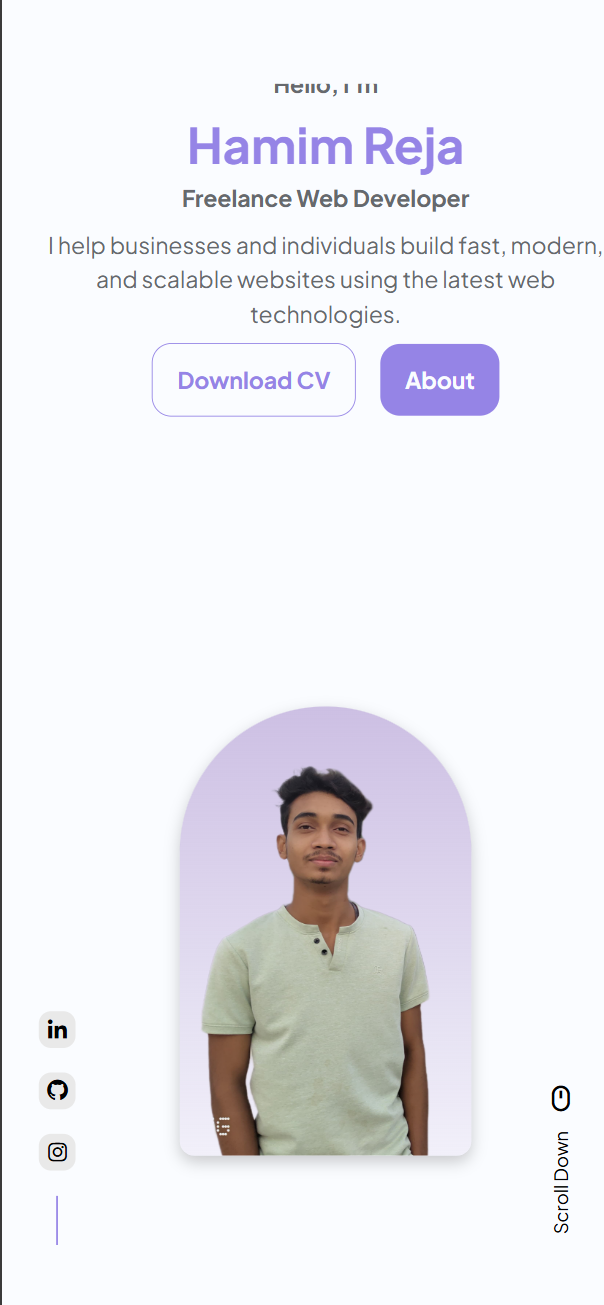 Hello, I'm
Hamim Reja
Freelance Web Developer
I help businesses and individuals build fast, modern,
and scalable websites using the latest web
technologies.
Download CV
About
in
G
Scroll Down